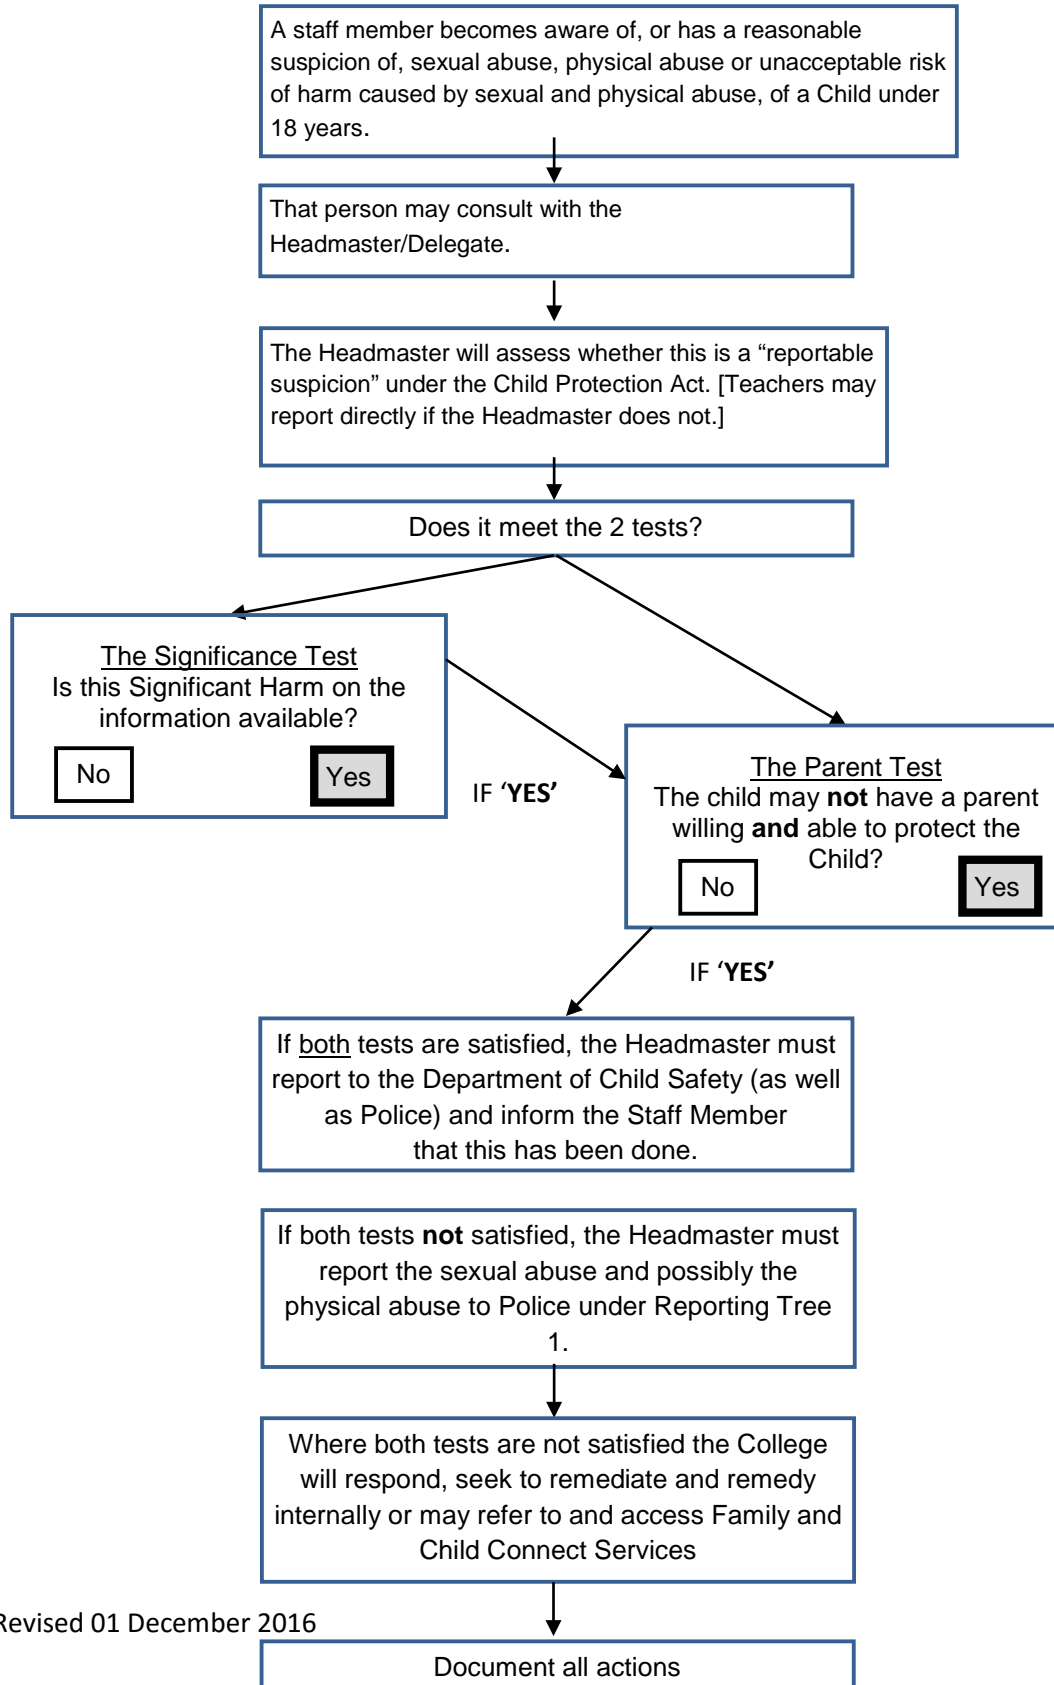 A staff member becomes aware of, or has a reasonable
suspicion of, sexual abuse, physical abuse or unacceptable risk
of harm caused by sexual and physical abuse, of a Child under
18 years.
That person may consult with the
Headmaster/Delegate.
The Headmaster will assess whether this is a “reportable
suspicion” under the Child Protection Act. [Teachers may
report directly if the Headmaster does not.]
Does it meet the 2 tests?
The Significance Test
Is this Significant Harm on the
information available?
No
Yes
IF ‘YES’
The Parent Test
The child may not have a parent
willing and able to protect the
Child?
No
Yes
IF ‘YES’
If both tests are satisfied, the Headmaster must
report to the Department of Child Safety (as well
as Police) and inform the Staff Member
that this has been done.
If both tests not satisfied, the Headmaster must
report the sexual abuse and possibly the
physical abuse to Police under Reporting Tree
1.
Where both tests are not satisfied the College
will respond, seek to remediate and remedy
internally or may refer to and access Family and
Child Connect Services
Revised 01 December 2016
Document all actions